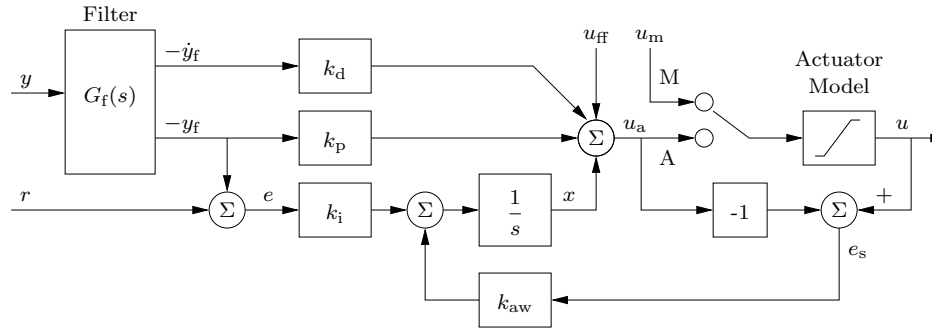 Filter
y
G_f(s)
−ẏ_f
−y_f
k_d
k_p
u_ff
u_m
M
A
Σ
u_a
Actuator
Model
u
r
Σ
e
k_i
Σ
1
s
x
-1
Σ
+
e_s
k_aw